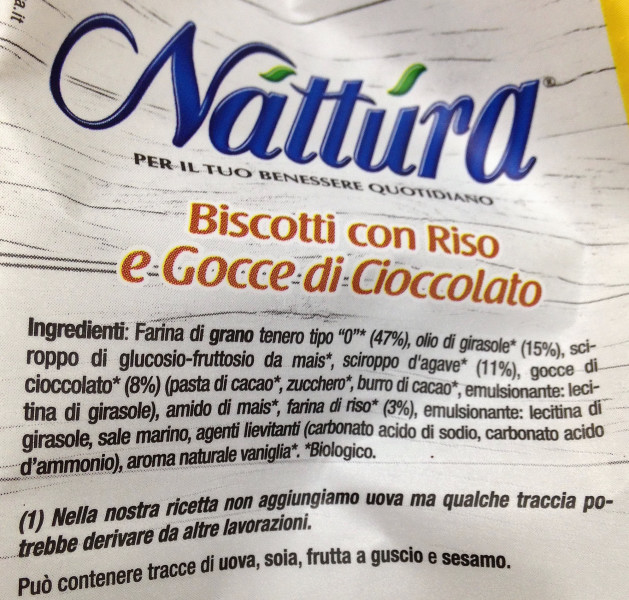 a.it
Náttúra®
PER IL TUO BENESSERE QUOTIDIANO
Biscotti con Riso
e Gocce di Cioccolato
Ingredienti: Farina di grano tenero tipo "0"* (47%), olio di girasole* (15%), sci-
roppo di glucosio-fruttosio da mais*, sciroppo d'agave* (11%), gocce di
cioccolato* (8%) (pasta di cacao*, zucchero*, burro di cacao*, emulsionante: leci-
tina di girasole), amido di mais*, farina di riso* (3%), emulsionante: lecitina di
girasole, sale marino, agenti lievitanti (carbonato acido di sodio, carbonato acido
d'ammonio), aroma naturale vaniglia*. *Biologico.
(1) Nella nostra ricetta non aggiungiamo uova ma qualche traccia po-
trebbe derivare da altre lavorazioni.
Può contenere tracce di uova, soia, frutta a guscio e sesamo.